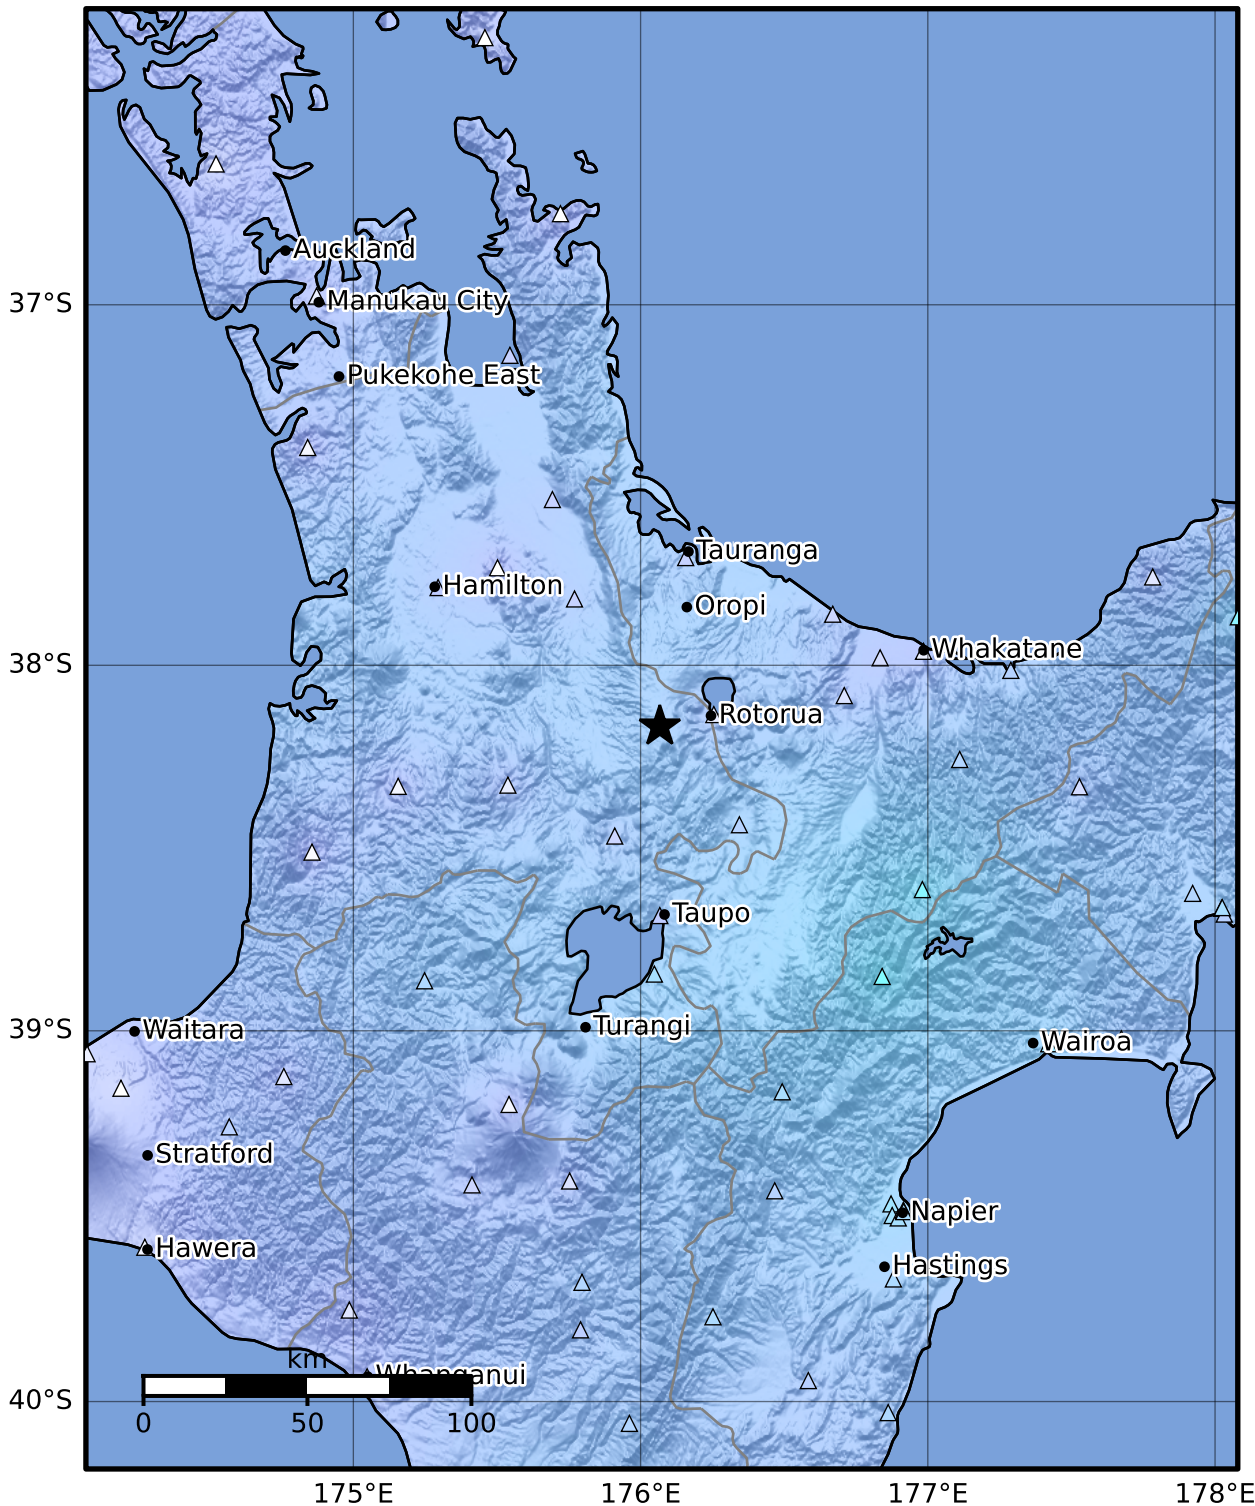 Auckland
Manukau City
37°S
Pukekohe East
Tauranga
Hamilton
Oropi
Whakatane
38°S
Rotorua
Taupo
Turangi
39°S
Waitara
Wairoa
Stratford
Napier
Hawera
Hastings
km
Whanganui
40°S
0 50 100
175°E 176°E 177°E 178°E